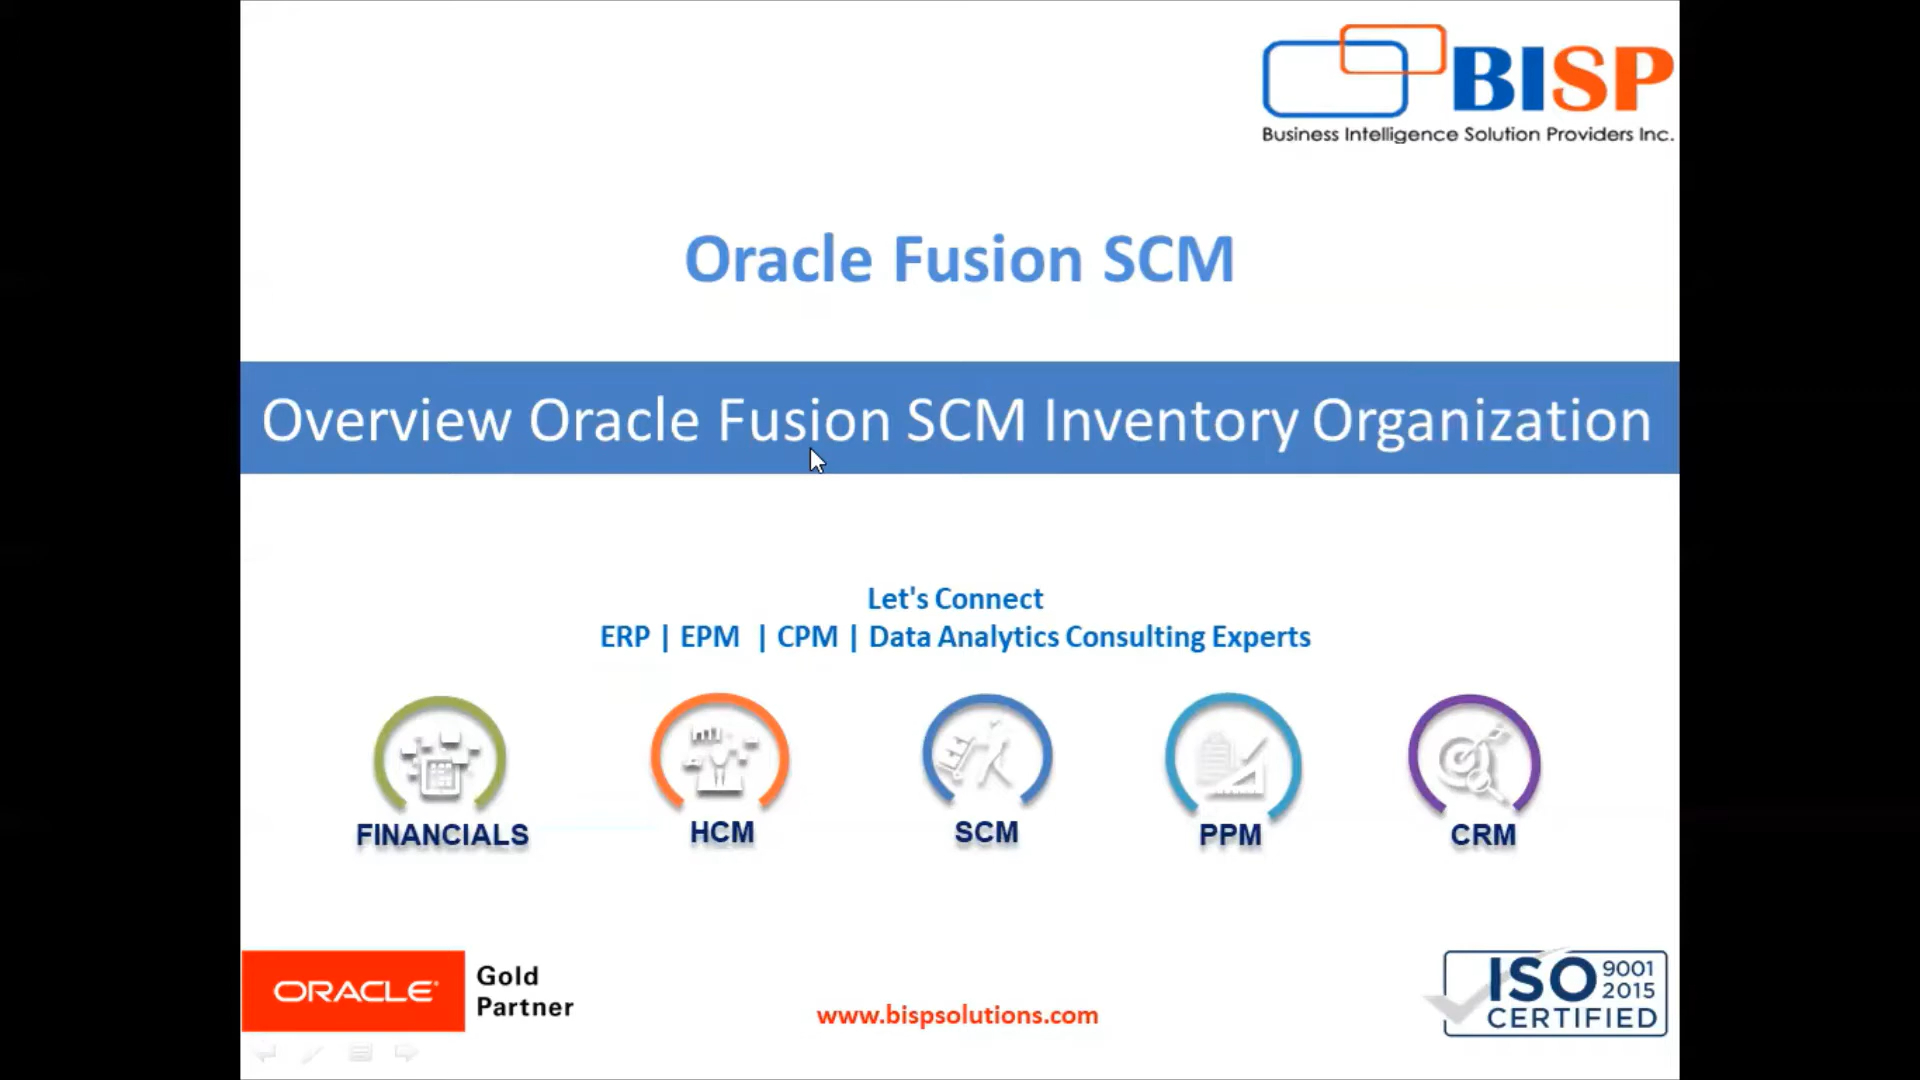 BISP
Business Intelligence Solution Providers Inc.
Oracle Fusion SCM
Overview Oracle Fusion SCM Inventory Organization
Let's Connect
ERP | EPM | CPM | Data Analytics Consulting Experts
FINANCIALS
HCM
SCM
PPM
CRM
ORACLE®
Gold
Partner
www.bispsolutions.com
ISO 9001
2015
CERTIFIED